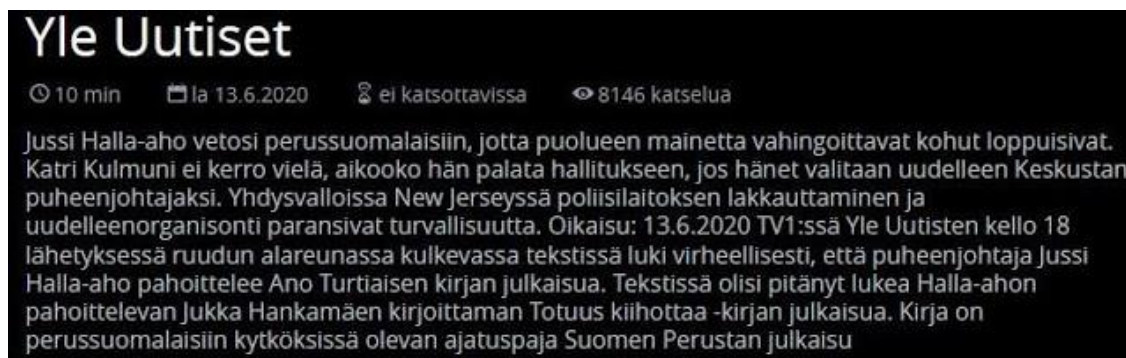 Yle Uutiset
10 min la 13.6.2020 ei katsottavissa 8146 katselua
Jussi Halla-aho vetosi perussuomalaisiin, jotta puolueen mainetta vahingoittavat kohut loppuisivat.
Katri Kulmuni ei kerro vielä, aikooko hän palata hallitukseen, jos hänet valitaan uudelleen Keskustan
puheenjohtajaksi. Yhdysvalloissa New Jerseyssä poliisilaitoksen lakkauttaminen ja
uudelleenorganisonti paransivat turvallisuutta. Oikaisu: 13.6.2020 TV1:ssä Yle Uutisten kello 18
lähetyksessä ruudun alareunassa kulkevassa tekstissä luki virheellisesti, että puheenjohtaja Jussi
Halla-aho pahoittelee Ano Turtiaisen kirjan julkaisua. Tekstissä olisi pitänyt lukea Halla-ahon
pahoittelevan Jukka Hankamäen kirjoittaman Totuus kiihottaa -kirjan julkaisua. Kirja on
perussuomalaisiin kytköksissä olevan ajatuspaja Suomen Perustan julkaisu